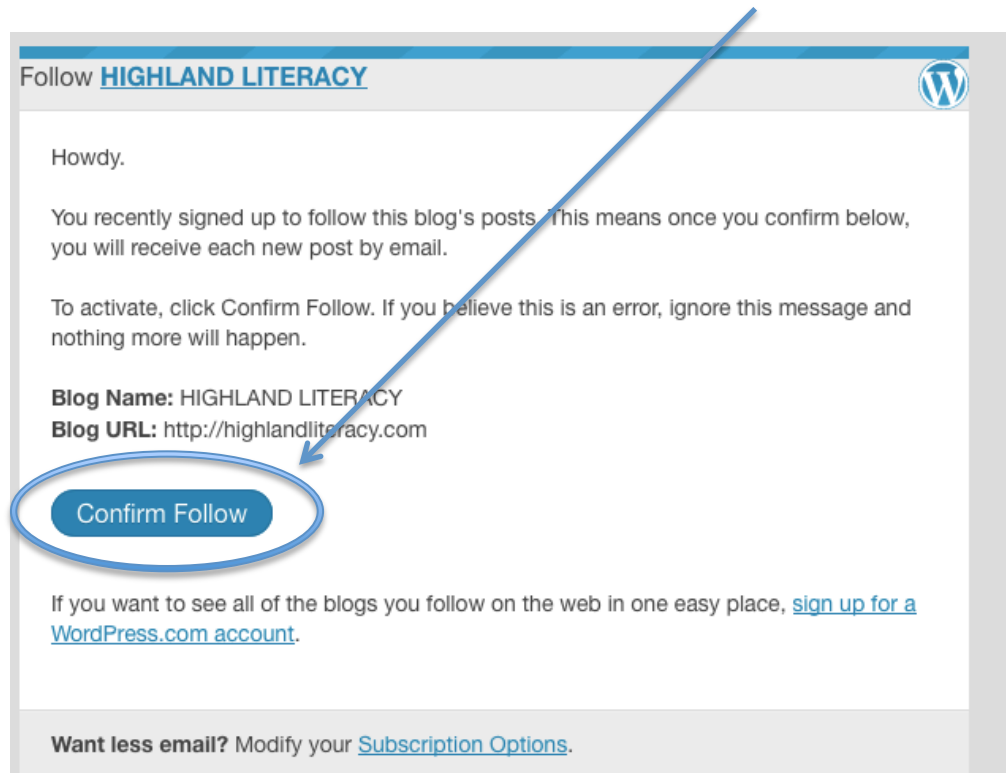 Follow HIGHLAND LITERACY
Howdy.
You recently signed up to follow this blog's posts. This means once you confirm below,
you will receive each new post by email.
To activate, click Confirm Follow. If you believe this is an error, ignore this message and
nothing more will happen.
Blog Name: HIGHLAND LITERACY
Blog URL: http://highlandliteracy.com
Confirm Follow
If you want to see all of the blogs you follow on the web in one easy place, sign up for a
WordPress.com account.
Want less email? Modify your Subscription Options.